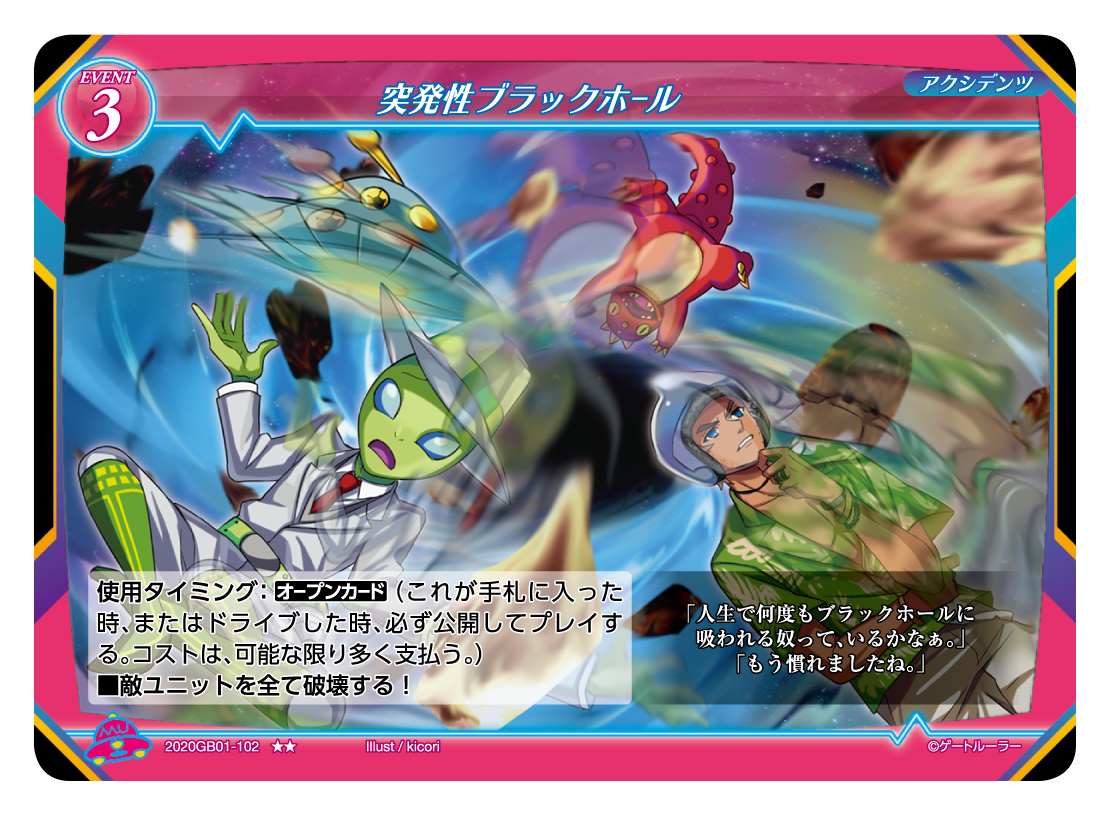 EVENT
3
突発性ブラックホール
アクシデンツ
使用タイミング：オープンカード（これが手札に入った
時、またはドライブした時、必ず公開してプレイす
る。コストは、可能な限り多く支払う。）
■敵ユニットを全て破壊する！
「人生で何度もブラックホールに
吸われる奴って、いるかなぁ。」
「もう慣れましたね。」
MU
2020GB01-102 ★★
Illust / kicori
©ゲートルーラー